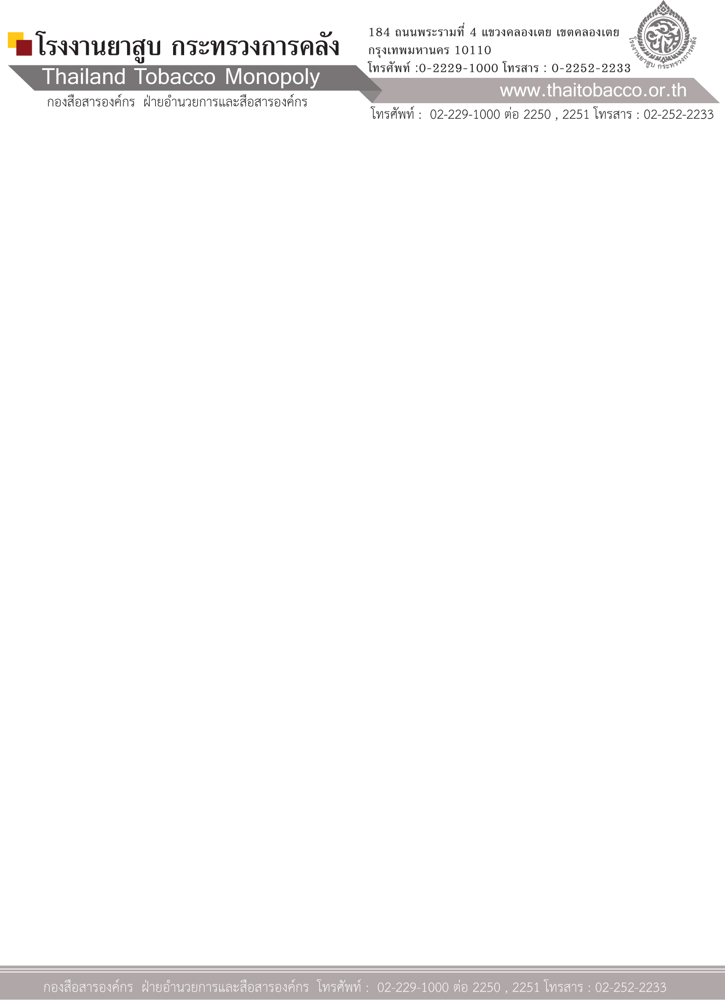 โรงงานยาสูบ กระทรวงการคลัง
Thailand Tobacco Monopoly
กองสื่อสารองค์กร ฝ่ายอำนวยการและสื่อสารองค์กร
184 ถนนพระรามที่ 4 แขวงคลองเตย เขตคลองเตย
กรุงเทพมหานคร 10110
โทรศัพท์ :0-2229-1000 โทรสาร : 0-2252-2233
โรงงานยาสูบ กระทรวงการคลัง
www.thaitobacco.or.th
โทรศัพท์ : 02-229-1000 ต่อ 2250 , 2251 โทรสาร : 02-252-2233
กองสื่อสารองค์กร ฝ่ายอำนวยการและสื่อสารองค์กร โทรศัพท์ : 02-229-1000 ต่อ 2250 , 2251 โทรสาร : 02-252-2233